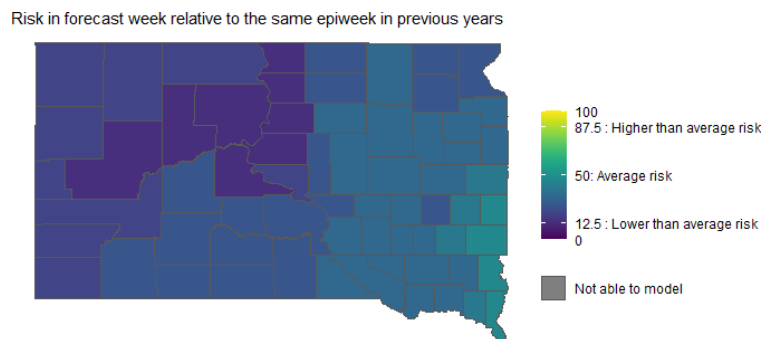 Risk in forecast week relative to the same epiweek in previous years
100
87.5 : Higher than average risk
50: Average risk
12.5 : Lower than average risk
0
Not able to model